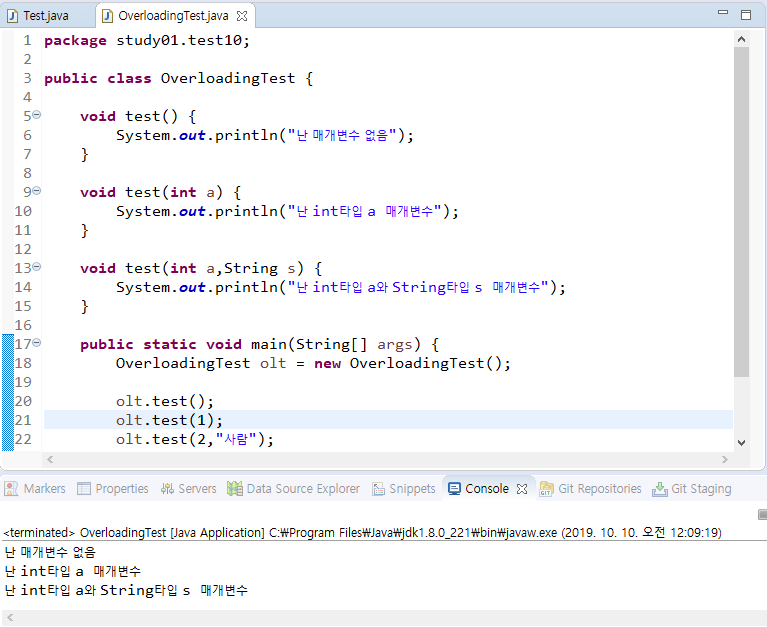 Test.java OverloadingTest.java
1 package study01.test10;
2
3 public class OverloadingTest {
4
5 void test() {
6 System.out.println("난 매개변수 없음");
7 }
8
9 void test(int a) {
10 System.out.println("난 int타입 a 매개변수");
11 }
12
13 void test(int a,String s) {
14 System.out.println("난 int타입 a와 String타입 s 매개변수");
15 }
16
17 public static void main(String[] args) {
18 OverloadingTest olt = new OverloadingTest();
19
20 olt.test();
21 olt.test(1);
22 olt.test(2,"사람");
Markers Properties Servers Data Source Explorer Snippets Console Git Repositories Git Staging
<terminated> OverloadingTest [Java Application] C:₩Program Files₩Java₩jdk1.8.0_221₩bin₩javaw.exe (2019. 10. 10. 오전 12:09:19)
난 매개변수 없음
난 int타입 a 매개변수
난 int타입 a와 String타입 s 매개변수